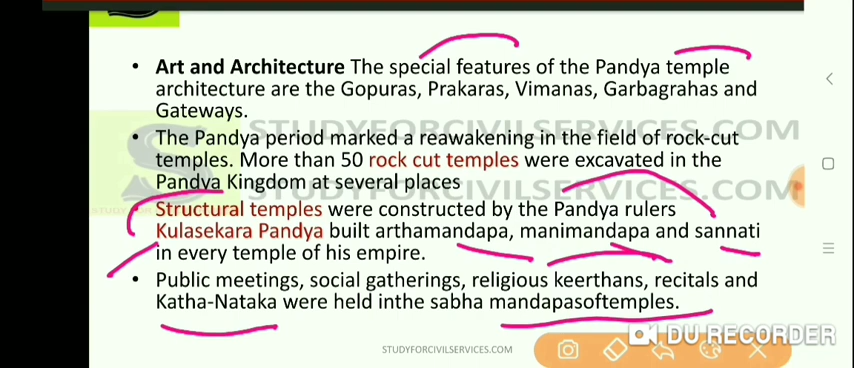 • Art and Architecture The special features of the Pandya temple
architecture are the Gopuras, Prakaras, Vimanas, Garbagrahas and
Gateways.
STUDYFORCIVILSERVICES.COM
• The Pandya period marked a reawakening in the field of rock-cut
temples. More than 50 rock cut temples were excavated in the
Pandya Kingdom at several places
STUDYFORCIVILSERVICES.COM
Structural temples were constructed by the Pandya rulers
Kulasekara Pandya built arthamandapa, manimandapa and sannati
in every temple of his empire.
• Public meetings, social gatherings, religious keerthans, recitals and
Katha-Nataka were held inthe sabha mandapasoftemples.
DU RECORDER
STUDYFORCIVILSERVICES.COM